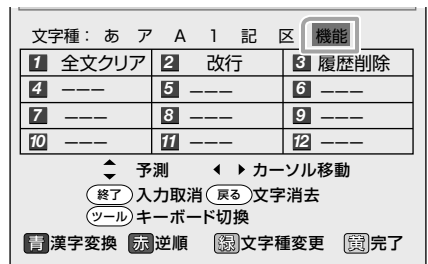 文字種： あ ア A 1 記 区 機能
1 全文クリア 2 改行 3 履歴削除
4 −−− 5 −−− 6 −−−
7 −−− 8 −−− 9 −−−
10 −−− 11 −−− 12 −−−
予測 カーソル移動
終了 入力取消 戻る 文字消去
ツール キーボード切換
青 漢字変換 赤 逆順 緑 文字種変更 黄 完了